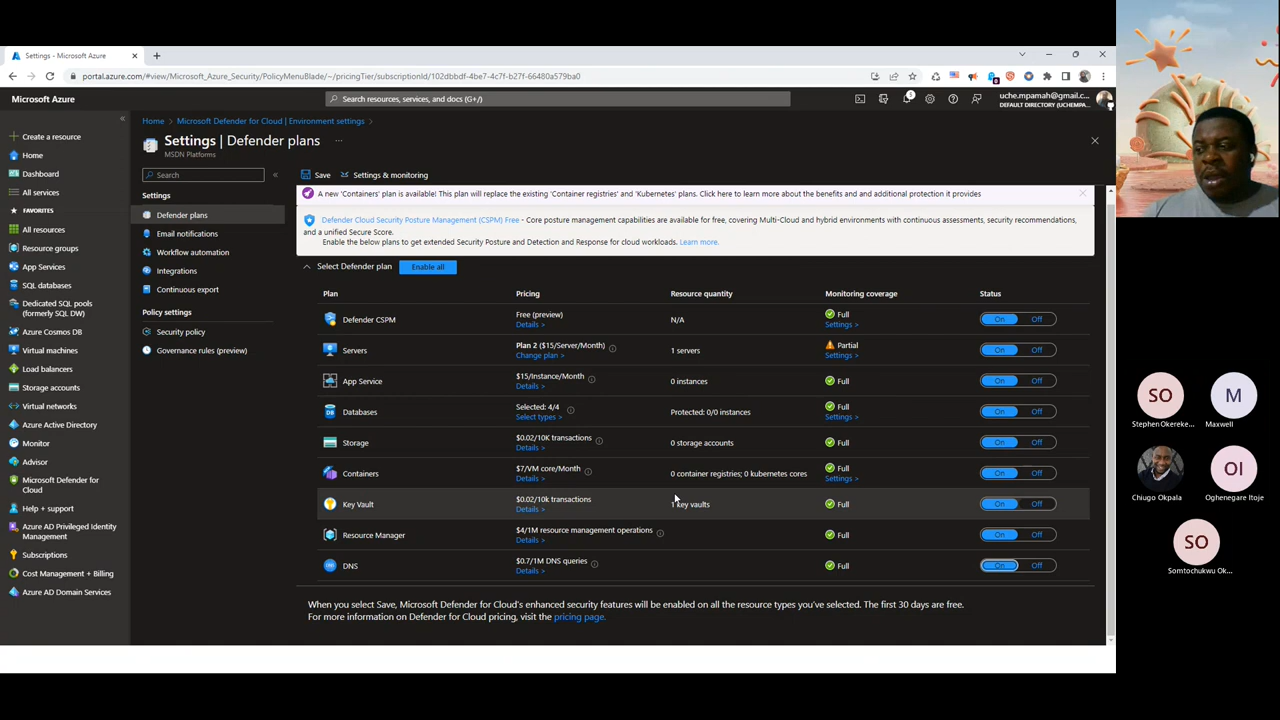 Settings - Microsoft Azure
portal.azure.com/#view/Microsoft_Azure_Security/PolicyMenuBlade/~/pricingTier/subscriptionId/102dbbdf-4be7-4c7f-b27f-66480a579ba0
Microsoft Azure
Search resources, services, and docs (G+/)
uche.mpamah@gmail.c...
DEFAULT DIRECTORY (UCHEMPA...
Create a resource
Home
Dashboard
All services
FAVORITES
All resources
Resource groups
App Services
SQL databases
Dedicated SQL pools
(formerly SQL DW)
Azure Cosmos DB
Virtual machines
Load balancers
Storage accounts
Virtual networks
Azure Active Directory
Monitor
Advisor
Microsoft Defender for
Cloud
Help + support
Azure AD Privileged Identity
Management
Subscriptions
Cost Management + Billing
Azure AD Domain Services
Home > Microsoft Defender for Cloud | Environment settings >
Settings | Defender plans ...
MSDN Platforms
Search
Settings
Defender plans
Email notifications
Workflow automation
Integrations
Continuous export
Policy settings
Security policy
Governance rules (preview)
Save Settings & monitoring
A new 'Containers' plan is available! This plan will replace the existing 'Container registries' and 'Kubernetes' plans. Click here to learn more about the benefits and and additional protection it provides
Defender Cloud Security Posture Management (CSPM) Free - Core posture management capabilities are available for free, covering Multi-Cloud and hybrid environments with continuous assessments, security recommendations,
and a unified Secure Score.
Enable the below plans to get extended Security Posture and Detection and Response for cloud workloads. Learn more.
Select Defender plan Enable all
Plan Pricing Resource quantity Monitoring coverage Status
Defender CSPM Free (preview) N/A Full On Off
Details > Settings >
Servers Plan 2 ($15/Server/Month) 1 servers Partial On Off
Change plan > Settings >
App Service $15/Instance/Month 0 instances Full On Off
Details >
Databases Selected: 4/4 Protected: 0/0 instances Full On Off
Select types > Settings >
Storage $0.02/10K transactions 0 storage accounts Full On Off
Details >
Containers $7/VM core/Month 0 container registries; 0 kubernetes cores Full On Off
Details > Settings >
Key Vault $0.02/10k transactions 1 key vaults Full On Off
Details >
Resource Manager $4/1M resource management operations Full On Off
Details >
DNS $0.7/1M DNS queries Full On Off
Details >
When you select Save, Microsoft Defender for Cloud's enhanced security features will be enabled on all the resource types you've selected. The first 30 days are free.
For more information on Defender for Cloud pricing, visit the pricing page.
SO M
Stephen Okereke... Maxwell
OI
Chiugo Okpala Oghenegare Itoje
SO
Somtochukwu Ok...